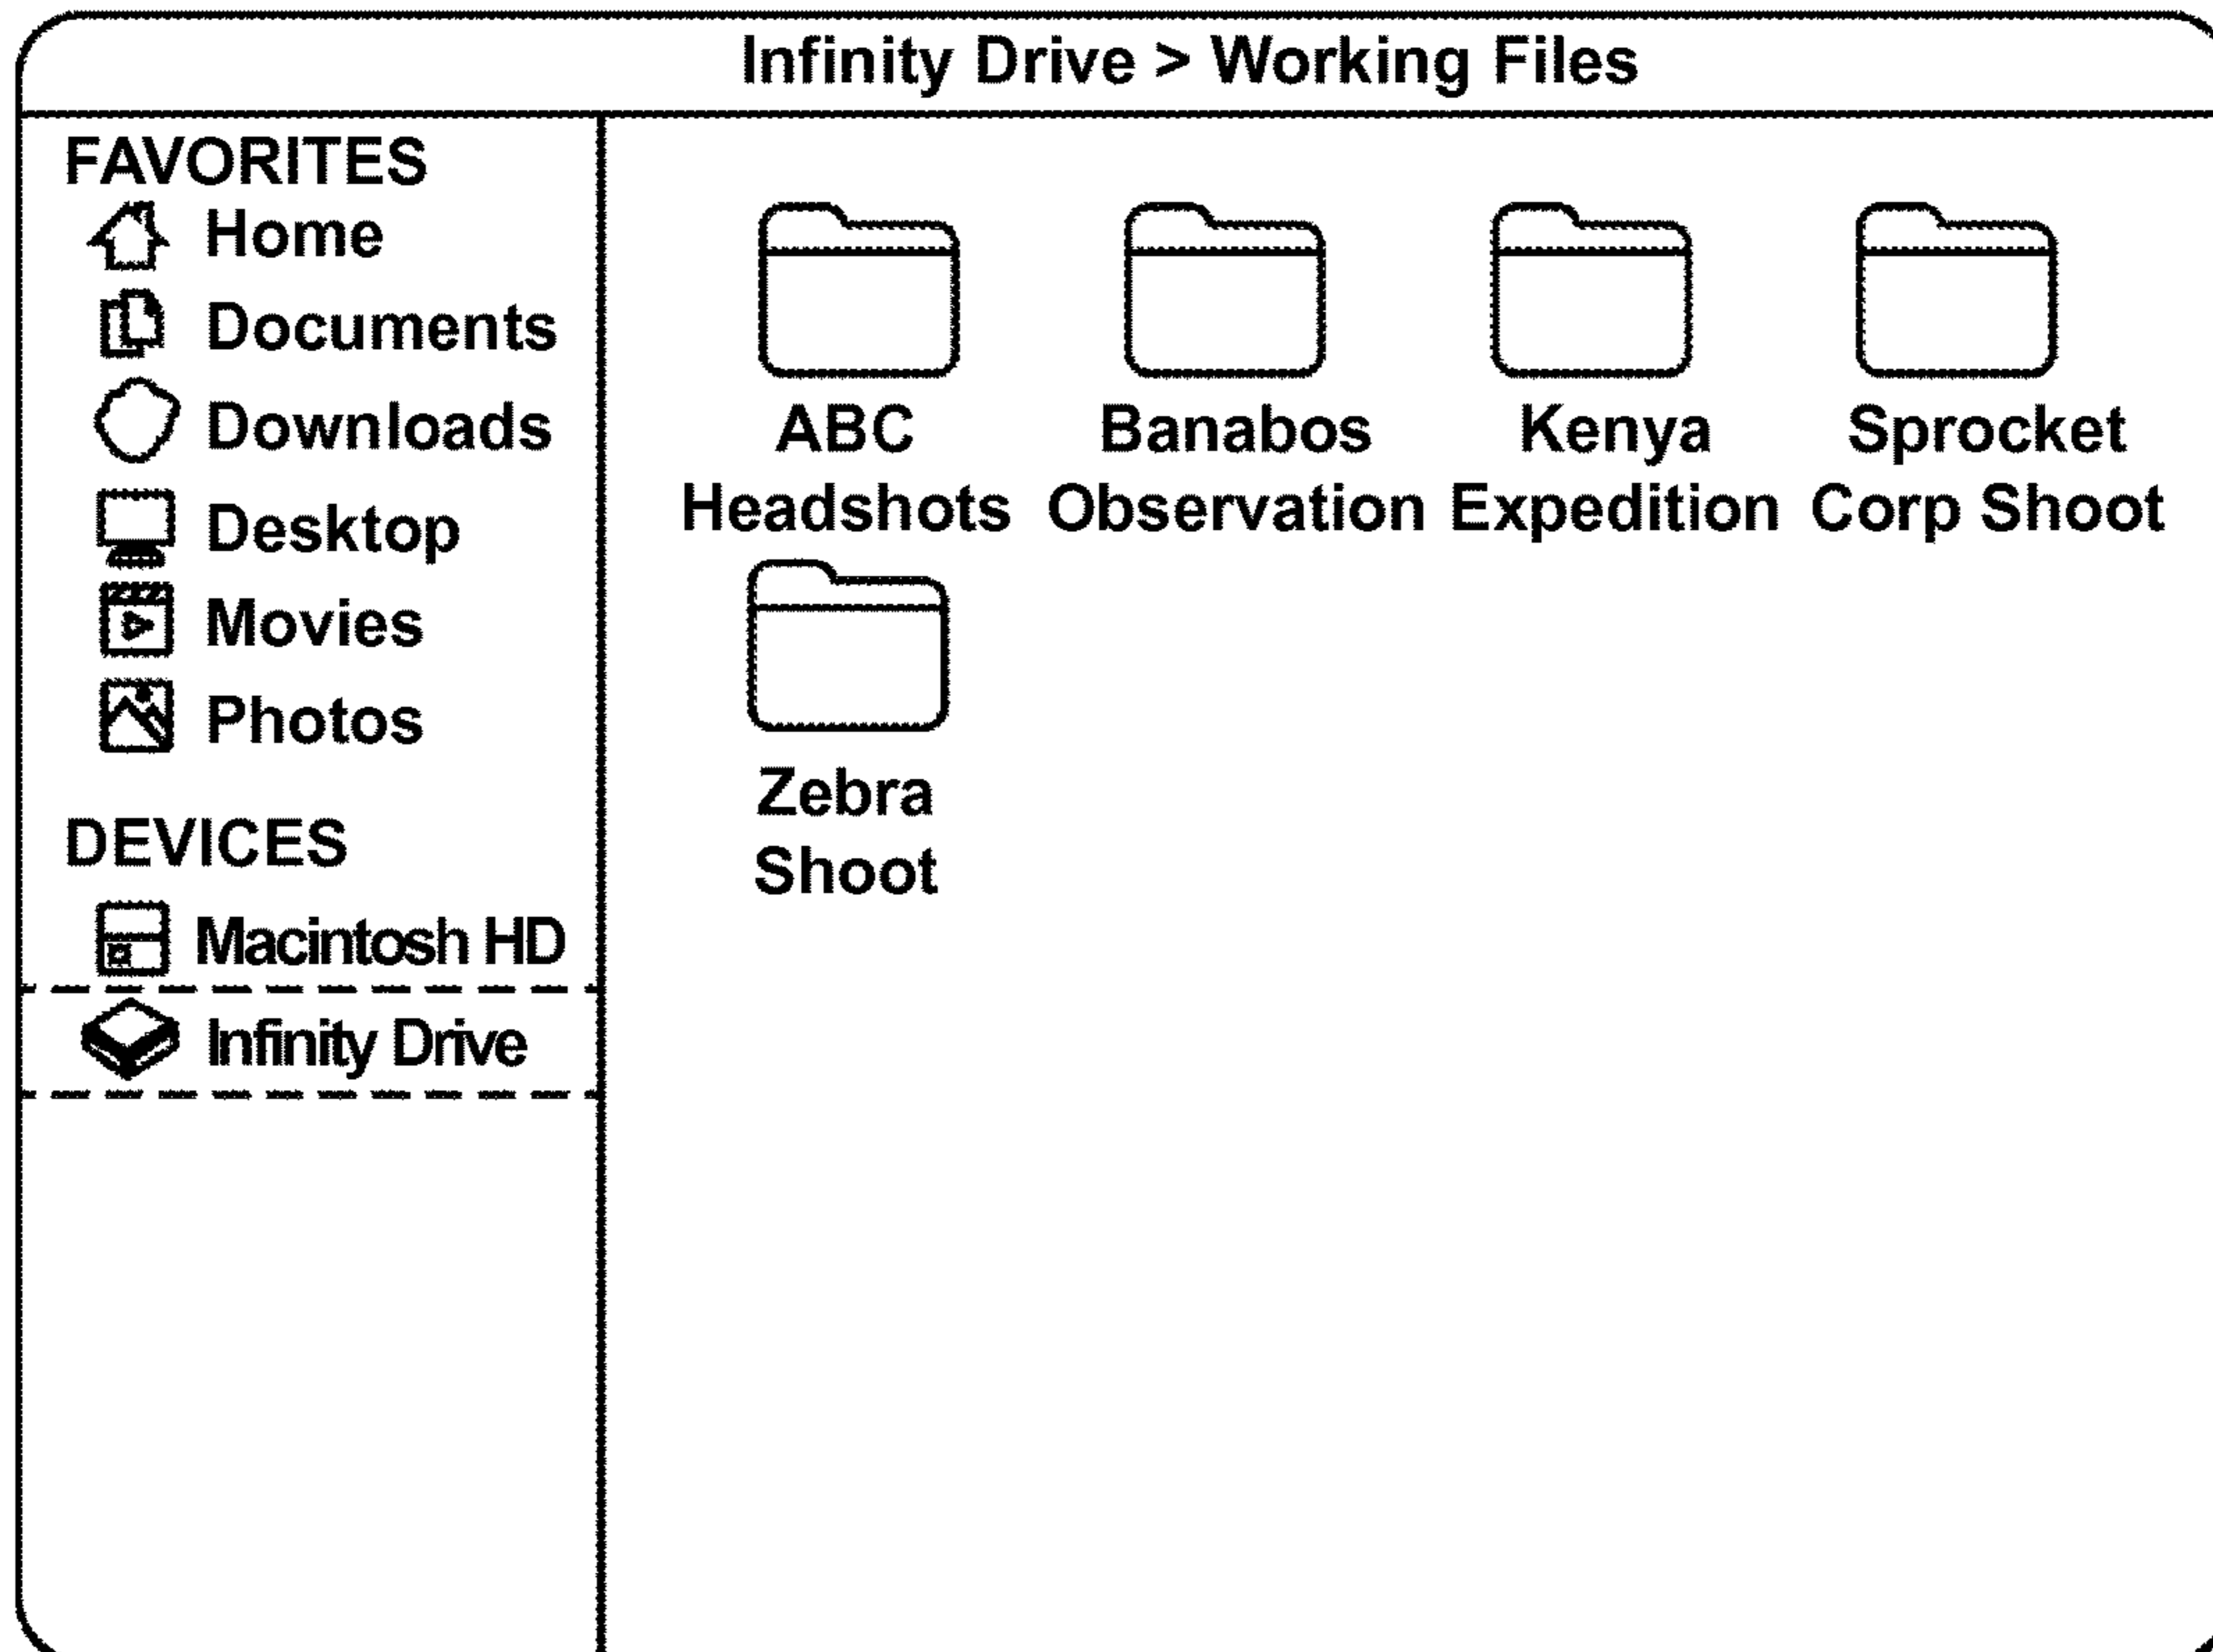 Infinity Drive > Working Files
FAVORITES
Home
Documents
Downloads
Desktop
Movies
Photos
DEVICES
Macintosh HD
Infinity Drive
ABC
Headshots
Banabos
Observation
Kenya
Expedition
Sprocket
Corp Shoot
Zebra
Shoot